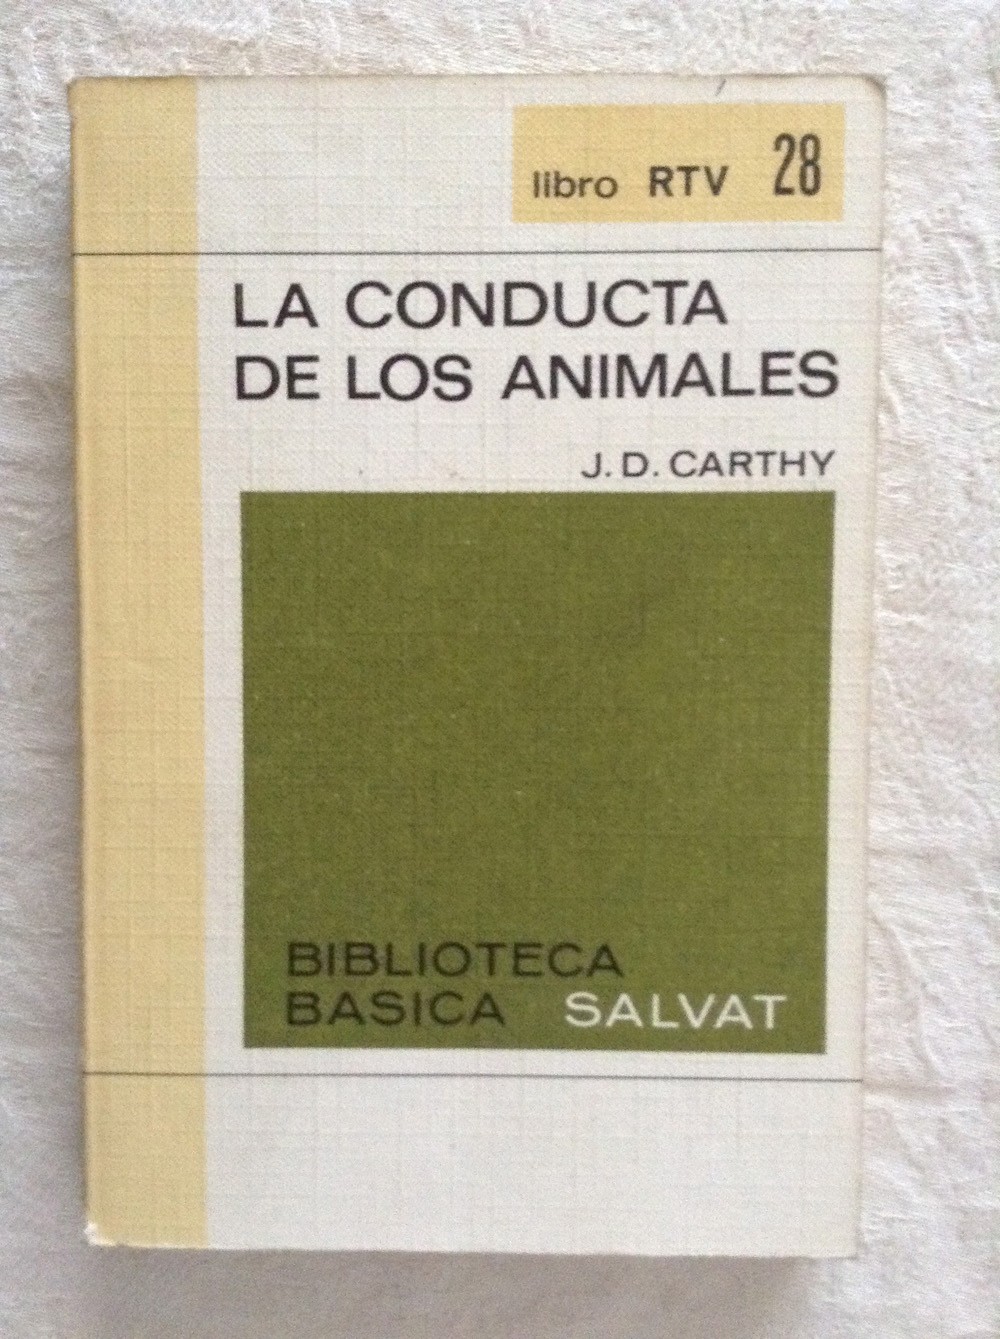 libro RTV 28
LA CONDUCTA
DE LOS ANIMALES
J. D. CARTHY
BIBLIOTECA
BASICA SALVAT